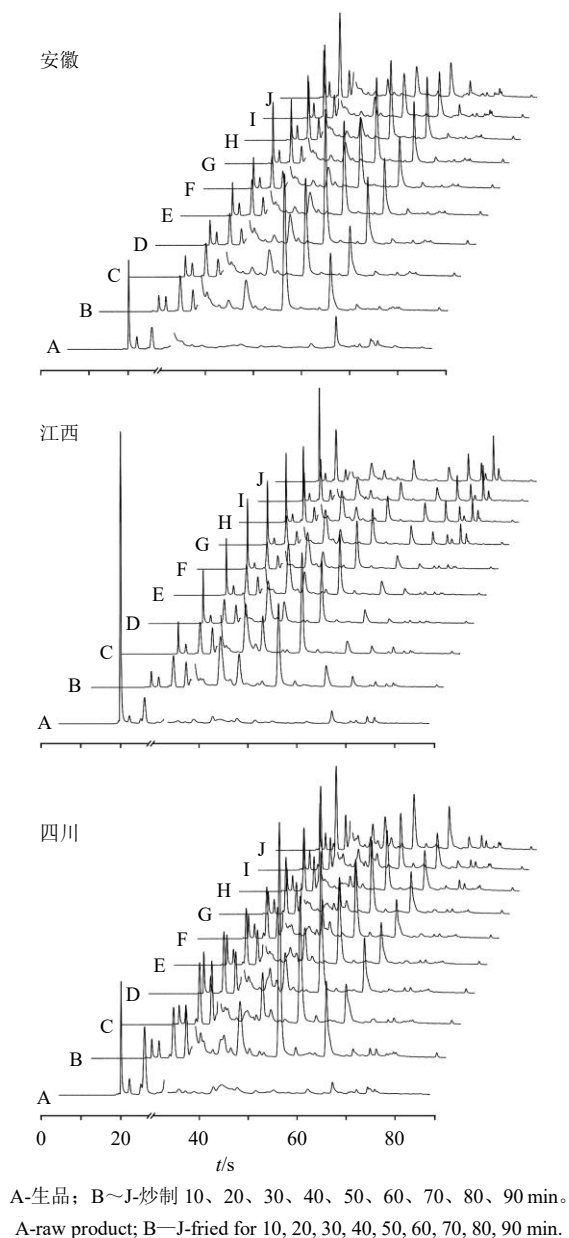 安徽
J
I
H
G
F
E
D
C
B
A
江西
J
I
H
G
F
E
D
C
B
A
四川
J
I
H
G
F
E
D
C
B
A
0 20 40 60 80
t/s
A-生品；B～J-炒制 10、20、30、40、50、60、70、80、90 min。
A-raw product; B—J-fried for 10, 20, 30, 40, 50, 60, 70, 80, 90 min.